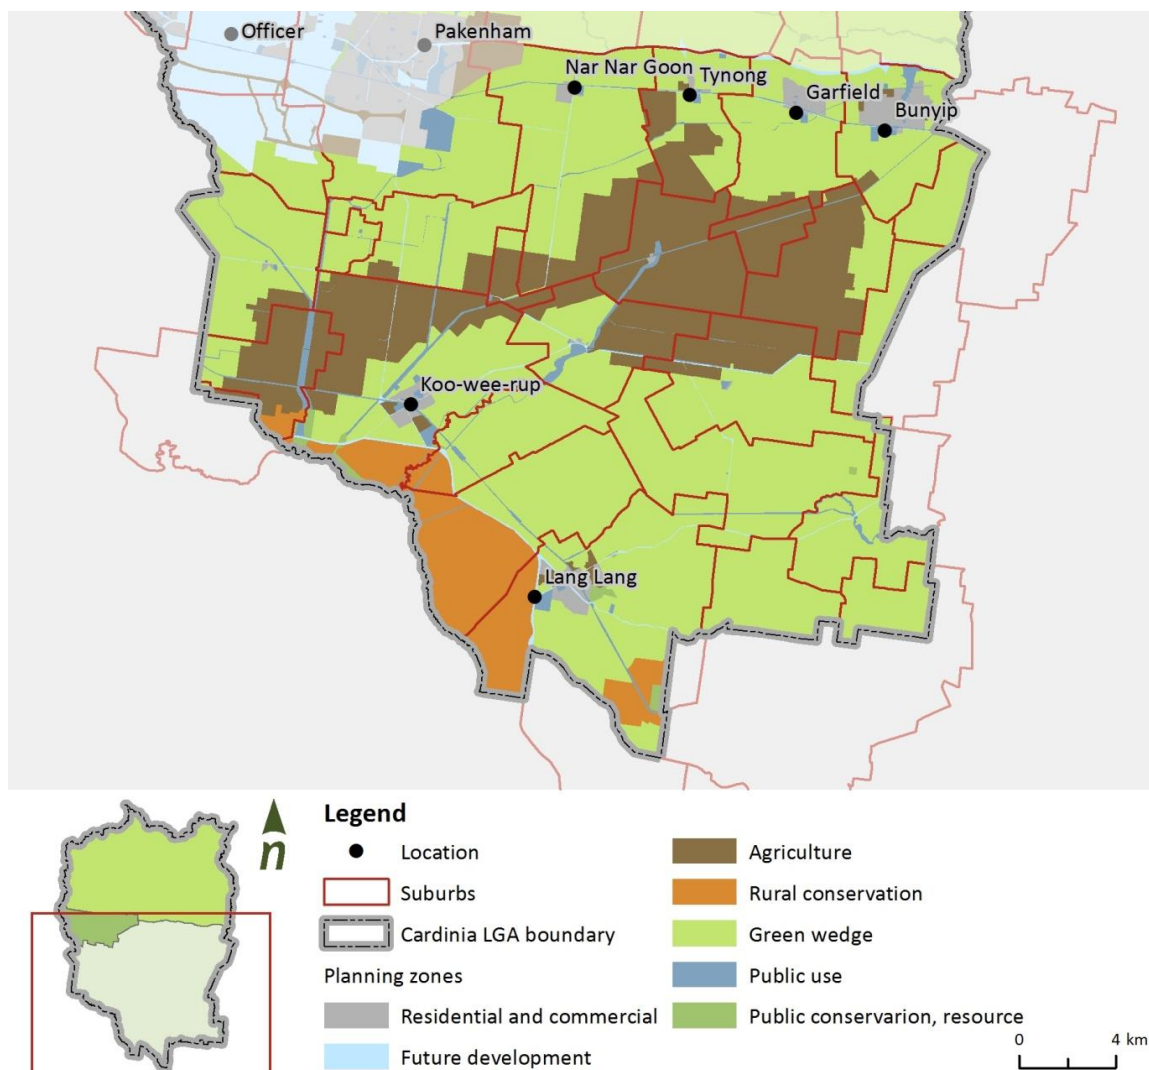 Officer
Pakenham
Nar Nar Goon
Tynong
Garfield
Bunyip
Koo-wee-rup
Lang Lang
n
Legend
Location
Suburbs
Cardinia LGA boundary
Planning zones
Residential and commercial
Future development
Agriculture
Rural conservation
Green wedge
Public use
Public conservarion, resource
0 4 km